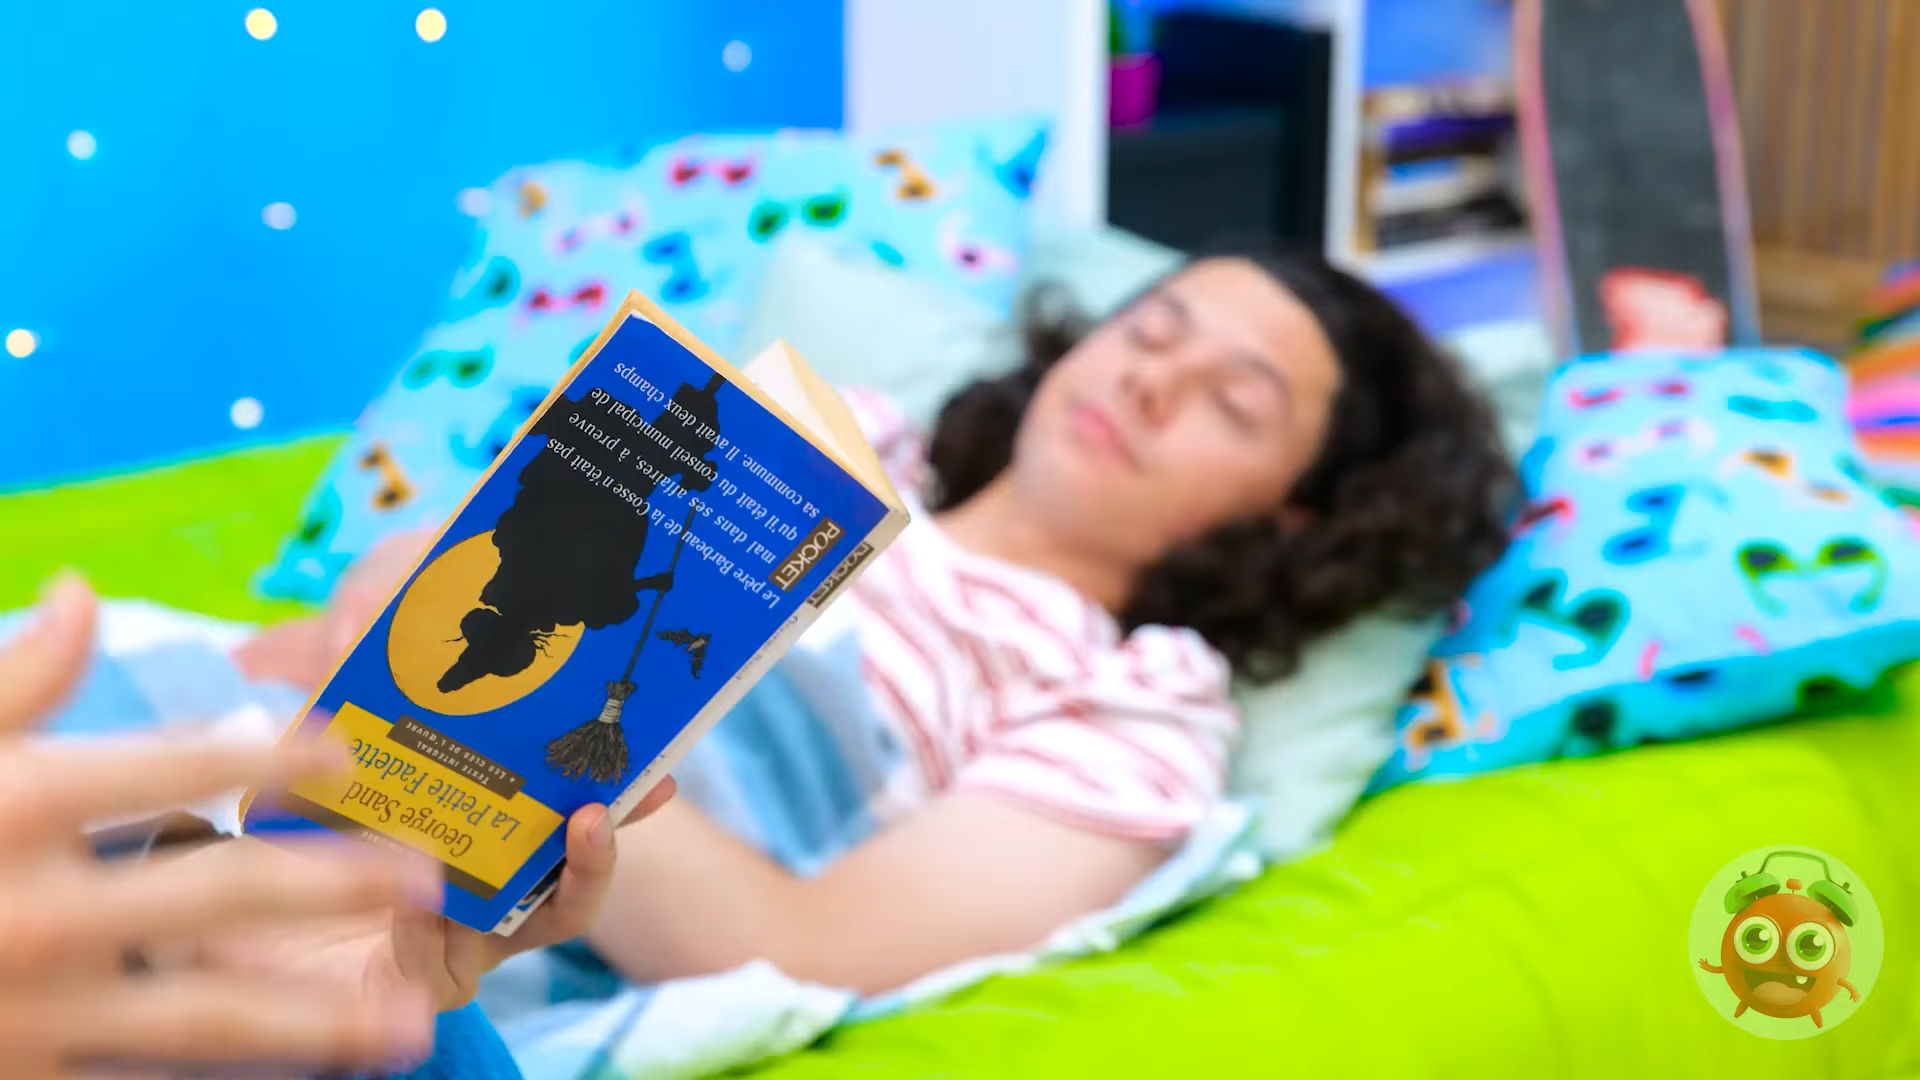 George Sand
La Petite Fadette
TEXTE INTÉGRAL
+ LES CLÉS DE L'ŒUVRE
Le père Barbeau de la Cosse n'était pas
mal dans ses affaires, à preuve
qu'il était du conseil municipal de
sa commune. Il avait deux champs
POCKET
POCKET